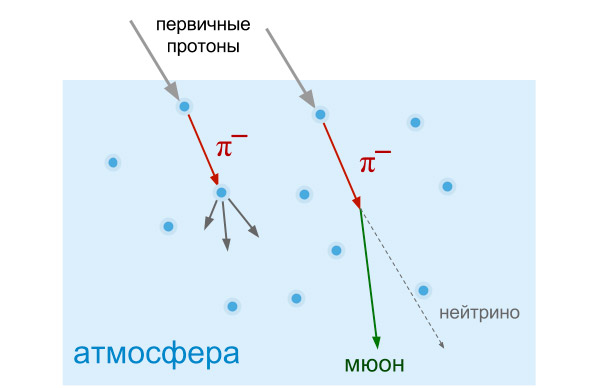 первичные
протоны
π⁻
π⁻
нейтрино
атмосфера
мюон